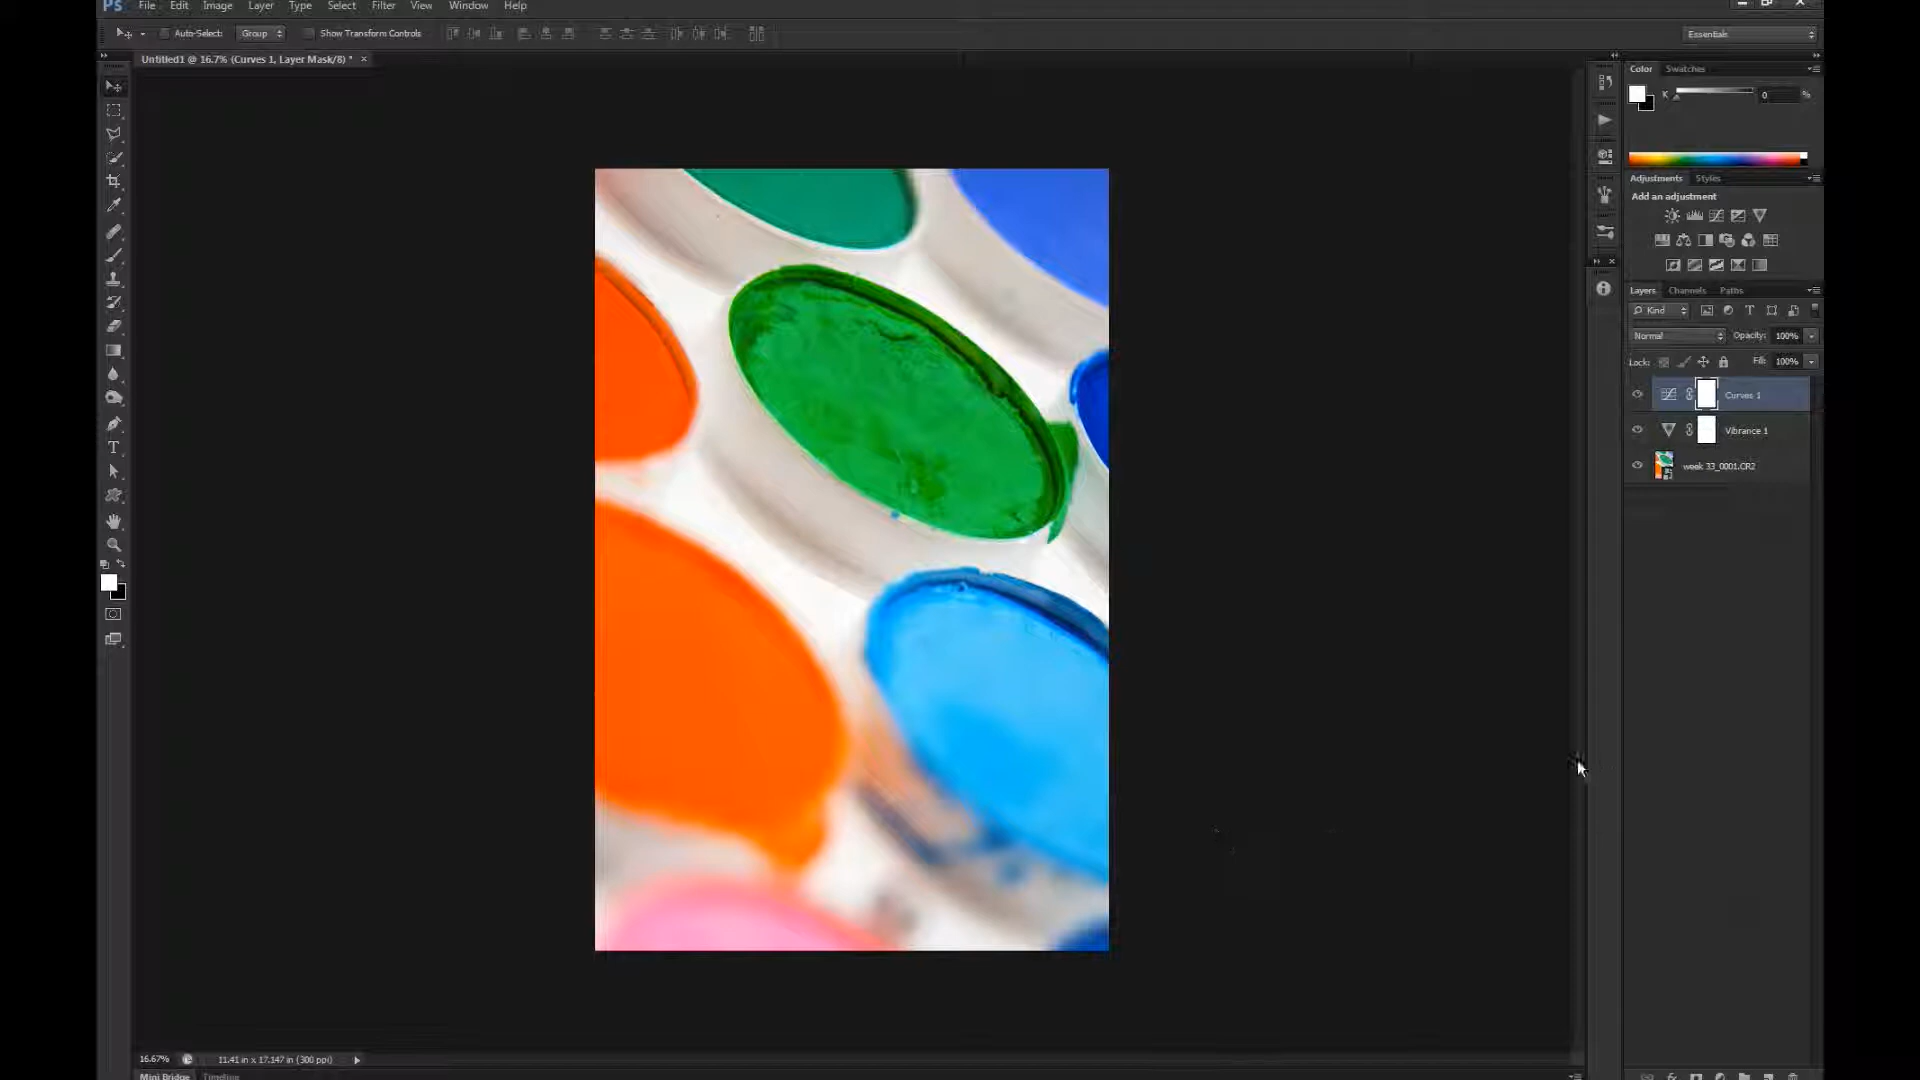 Ps File Edit Image Layer Type Select Filter View Window Help
Auto-Select: Group Show Transform Controls Essentials
Untitled1 @ 16.7% (Curves 1, Layer Mask/8) * ×
Color Swatches
K 0 %
Adjustments Styles
Add an adjustment
Layers Channels Paths
Kind
Normal Opacity: 100%
Lock: Fill: 100%
Curves 1
Vibrance 1
week 33_0001.CR2
16.67% 11.41 in x 17.147 in (300 ppi)
Mini Bridge Timeline